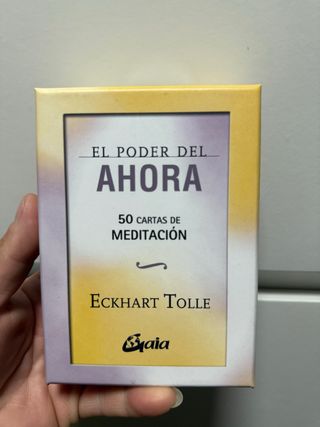 EL PODER DEL
AHORA
50 CARTAS DE
MEDITACIÓN
ECKHART TOLLE
Gaia